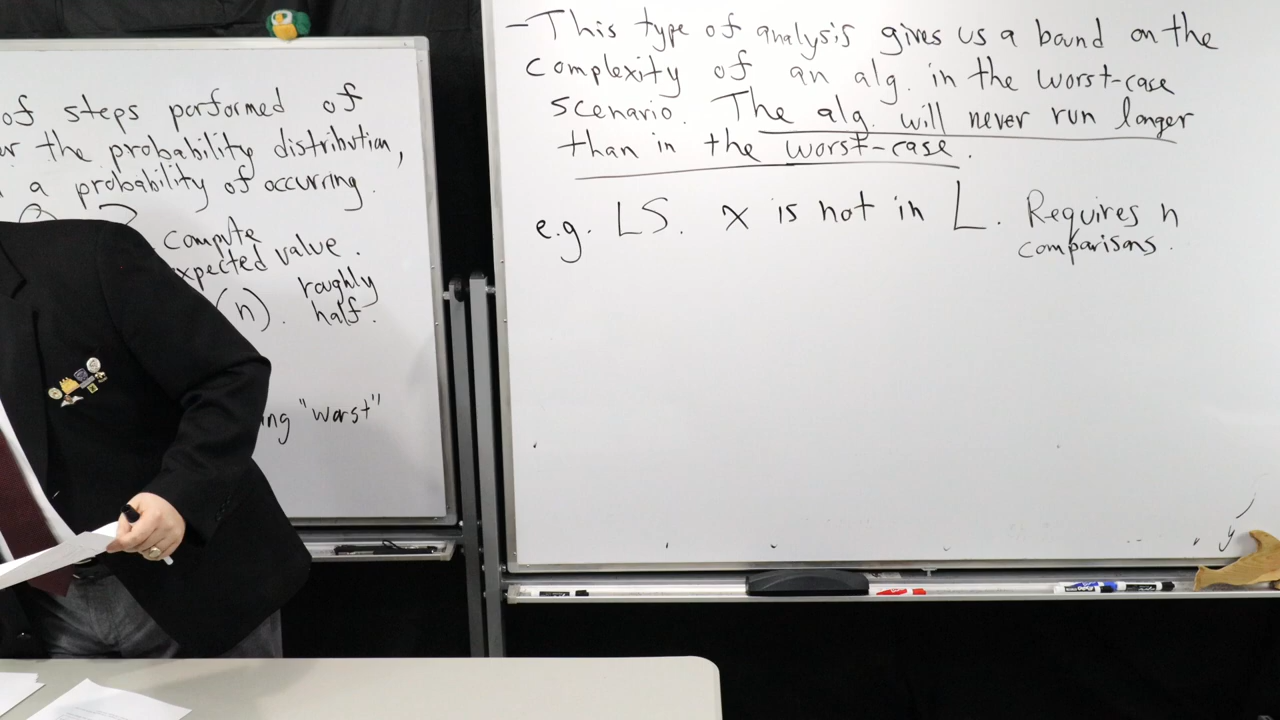 of steps performed of
the probability distribution,
a probability of occurring.
compute
expected value.
(n). roughly
half.
"worst"
- This type of analysis gives us a bound on the
complexity of an alg. in the worst-case
scenario. The alg. will never run longer
than in the worst-case.
e.g. LS. x is not in L. Requires n
comparisons.